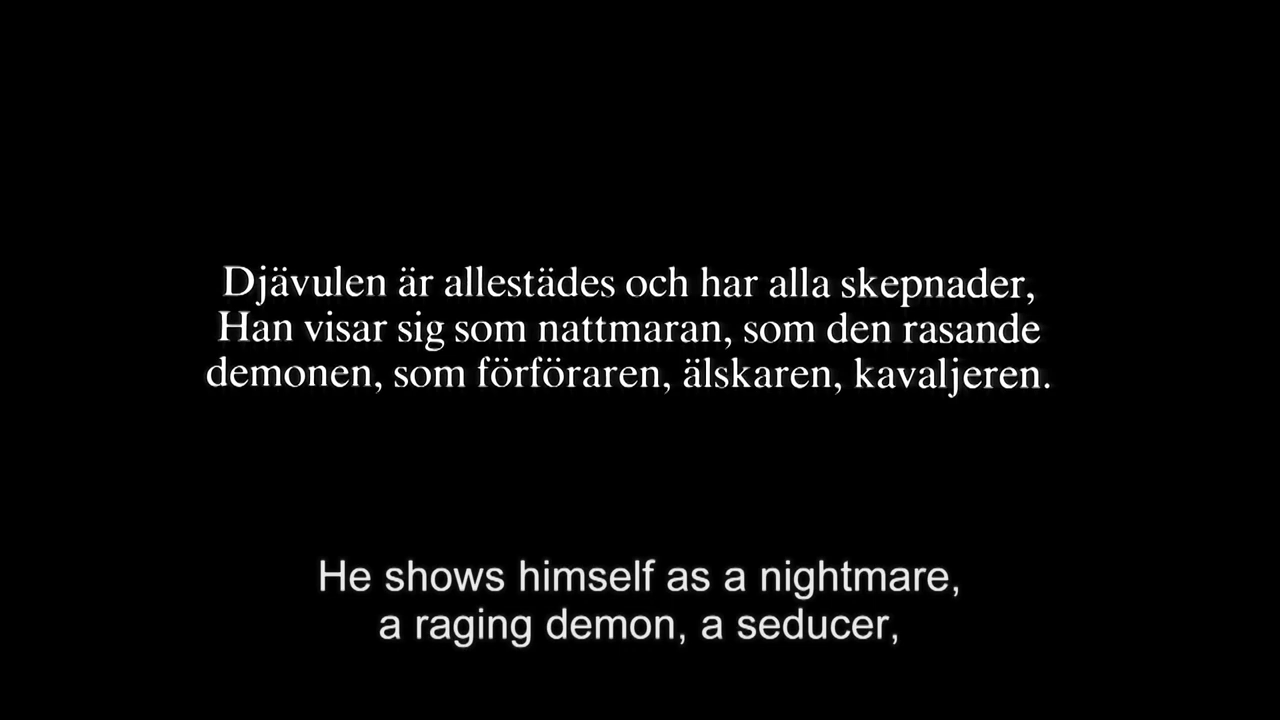 Djävulen är allestädes och har alla skepnader,
Han visar sig som nattmaran, som den rasande
demonen, som förföraren, älskaren, kavaljeren.
He shows himself as a nightmare,
a raging demon, a seducer,